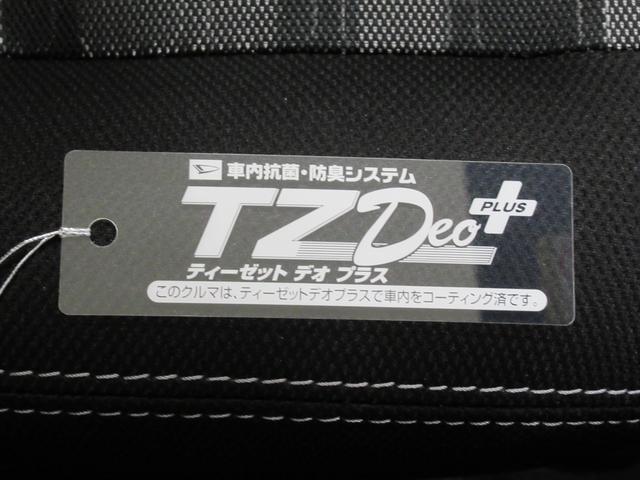 車内抗菌・防臭システム
TZ Deo PLUS
ティーゼット デオ プラス
このクルマは、ティーゼットデオプラスで車内をコーティング済です。